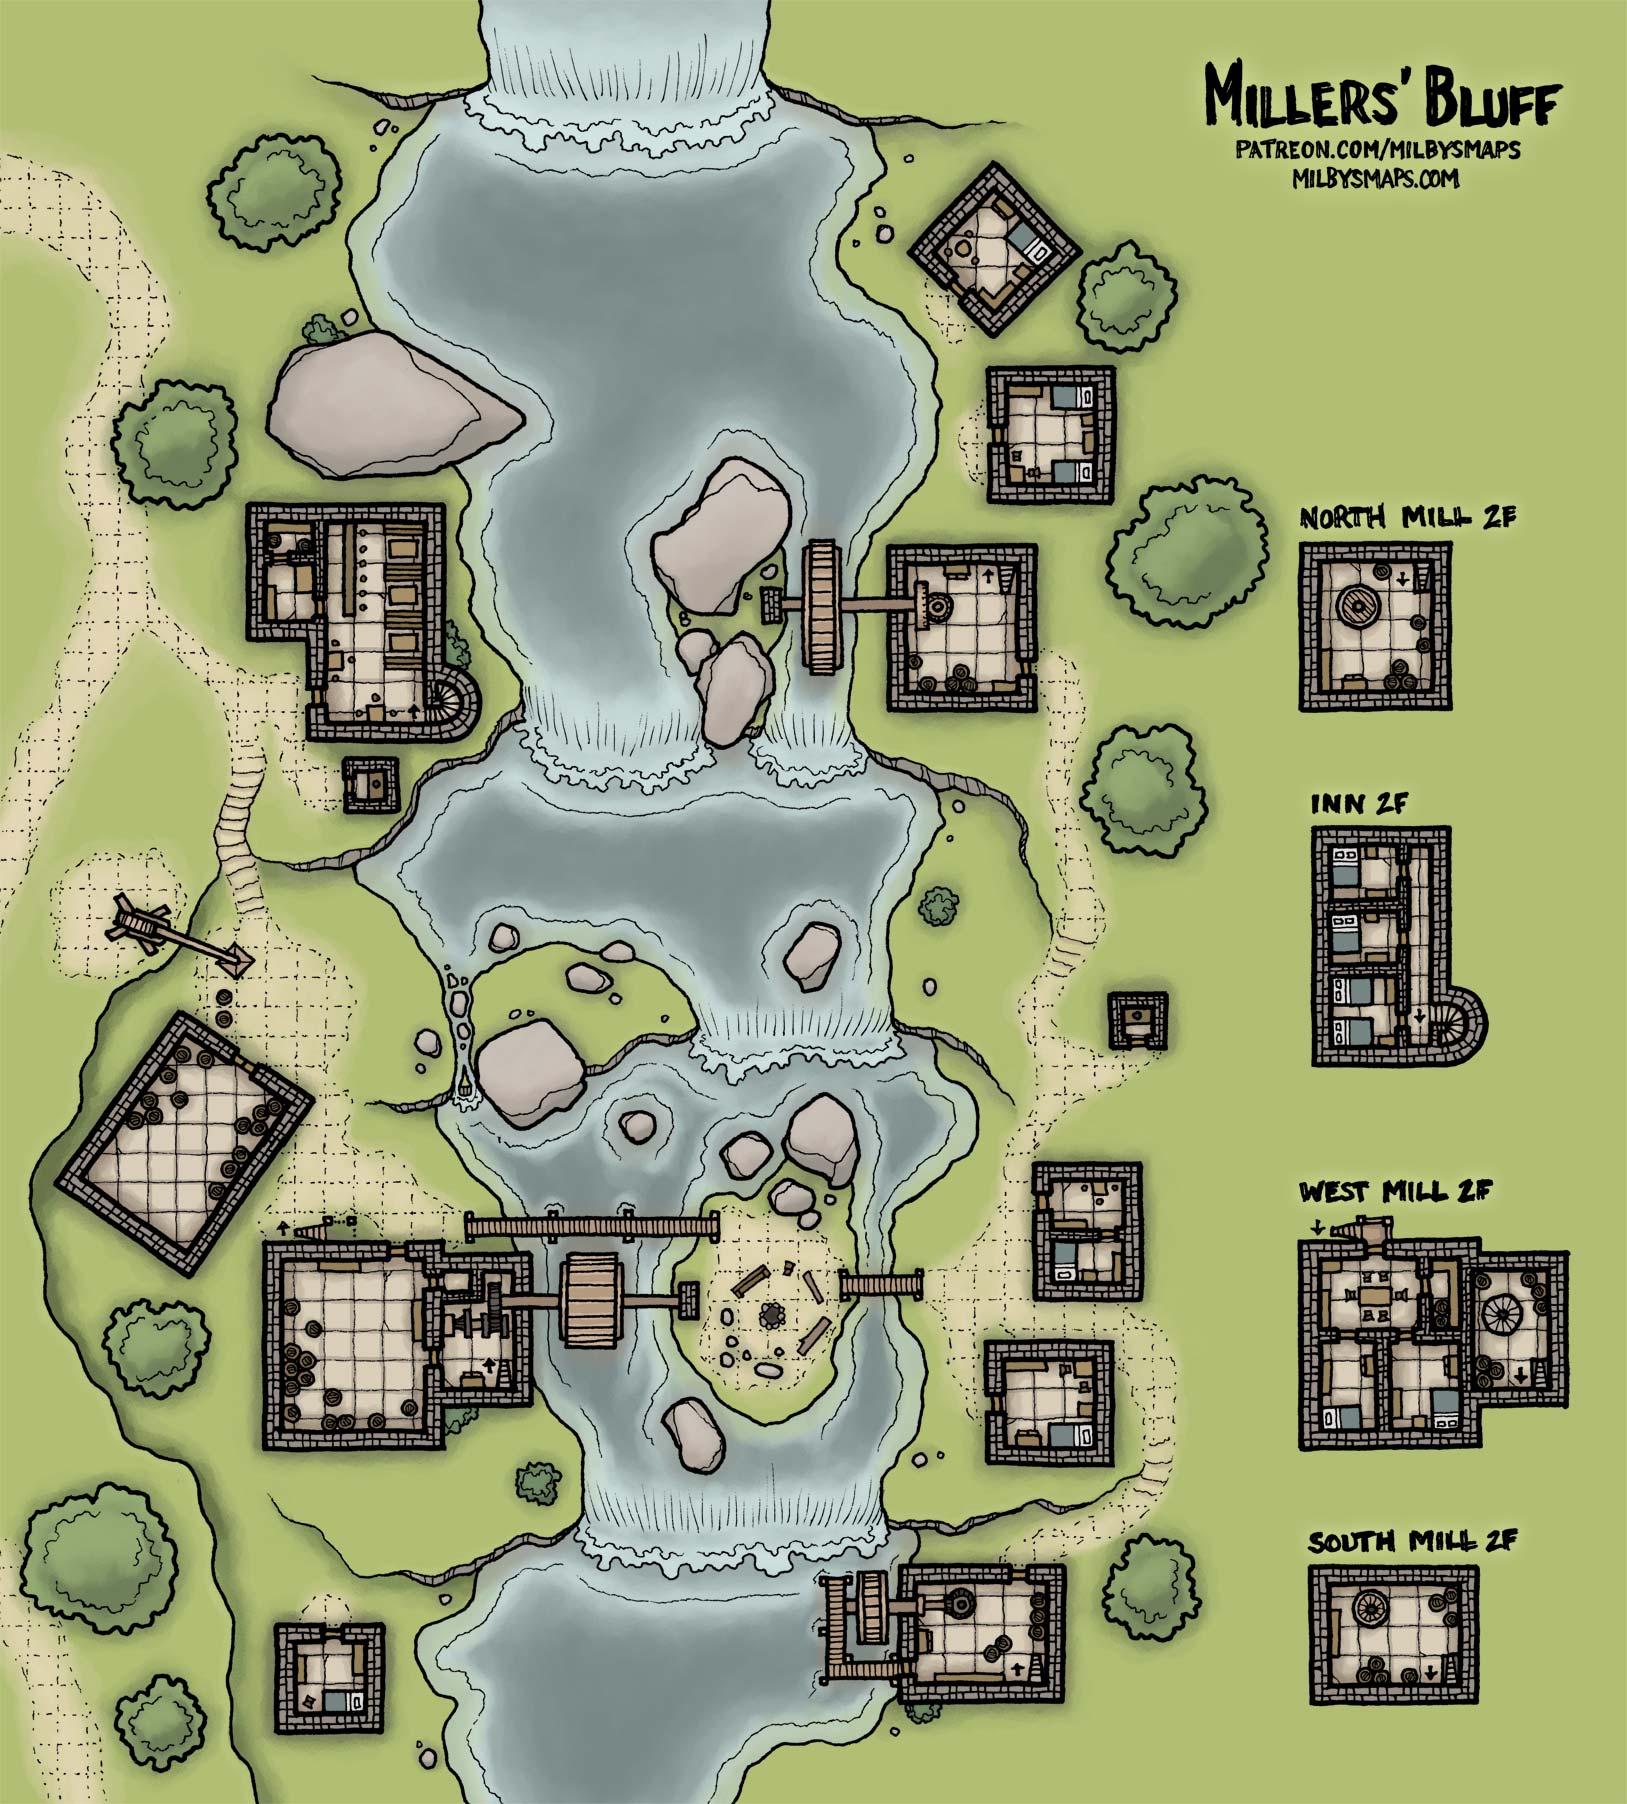 MILLERS' BLUFF
PATREON.COM/MILBYSMAPS
MILBYSMAPS.COM
NORTH MILL 2F
INN 2F
WEST MILL 2F
SOUTH MILL 2F